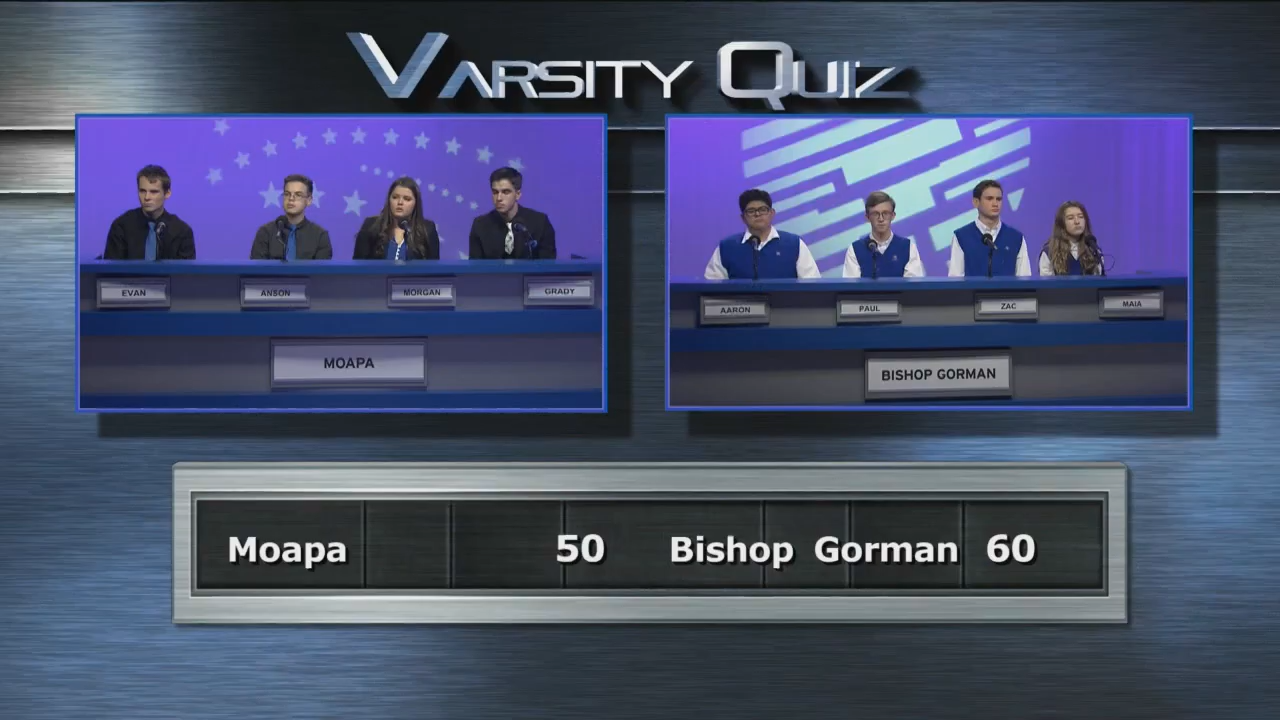 VARSITY QUIZ
EVAN
ANSON
MORGAN
GRADY
MOAPA
AARON
PAUL
ZAC
MAIA
BISHOP GORMAN
Moapa 50 Bishop Gorman 60